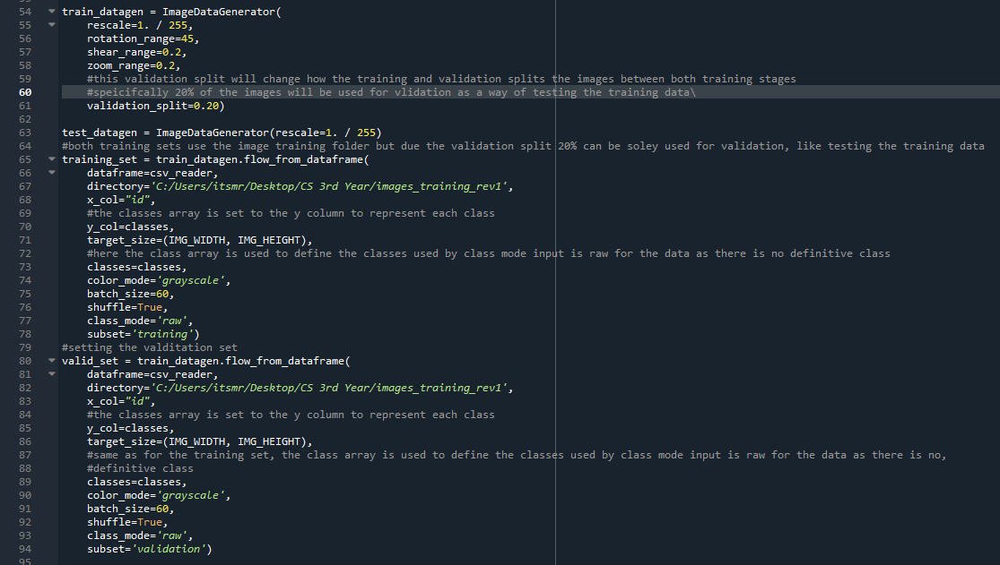 54 train_datagen = ImageDataGenerator(
55 rescale=1. / 255,
56 rotation_range=45,
57 shear_range=0.2,
58 zoom_range=0.2,
59 #this validation split will change how the training and validation splits the images between both training stages
60 #speicifcally 20% of the images will be used for vlidation as a way of testing the training data\
61 validation_split=0.20)
62
63 test_datagen = ImageDataGenerator(rescale=1. / 255)
64 #both training sets use the image training folder but due the validation split 20% can be soley used for validation, like testing the training data
65 training_set = train_datagen.flow_from_dataframe(
66 dataframe=csv_reader,
67 directory='C:/Users/itsmr/Desktop/CS 3rd Year/images_training_rev1',
68 x_col="id",
69 #the classes array is set to the y column to represent each class
70 y_col=classes,
71 target_size=(IMG_WIDTH, IMG_HEIGHT),
72 #here the class array is used to define the classes used by class mode input is raw for the data as there is no definitive class
73 classes=classes,
74 color_mode='grayscale',
75 batch_size=60,
76 shuffle=True,
77 class_mode='raw',
78 subset='training')
79 #setting the valditation set
80 valid_set = train_datagen.flow_from_dataframe(
81 dataframe=csv_reader,
82 directory='C:/Users/itsmr/Desktop/CS 3rd Year/images_training_rev1',
83 x_col="id",
84 #the classes array is set to the y column to represent each class
85 y_col=classes,
86 target_size=(IMG_WIDTH, IMG_HEIGHT),
87 #same as for the training set, the class array is used to define the classes used by class mode input is raw for the data as there is no,
88 #definitive class
89 classes=classes,
90 color_mode='grayscale',
91 batch_size=60,
92 shuffle=True,
93 class_mode='raw',
94 subset='validation')
95